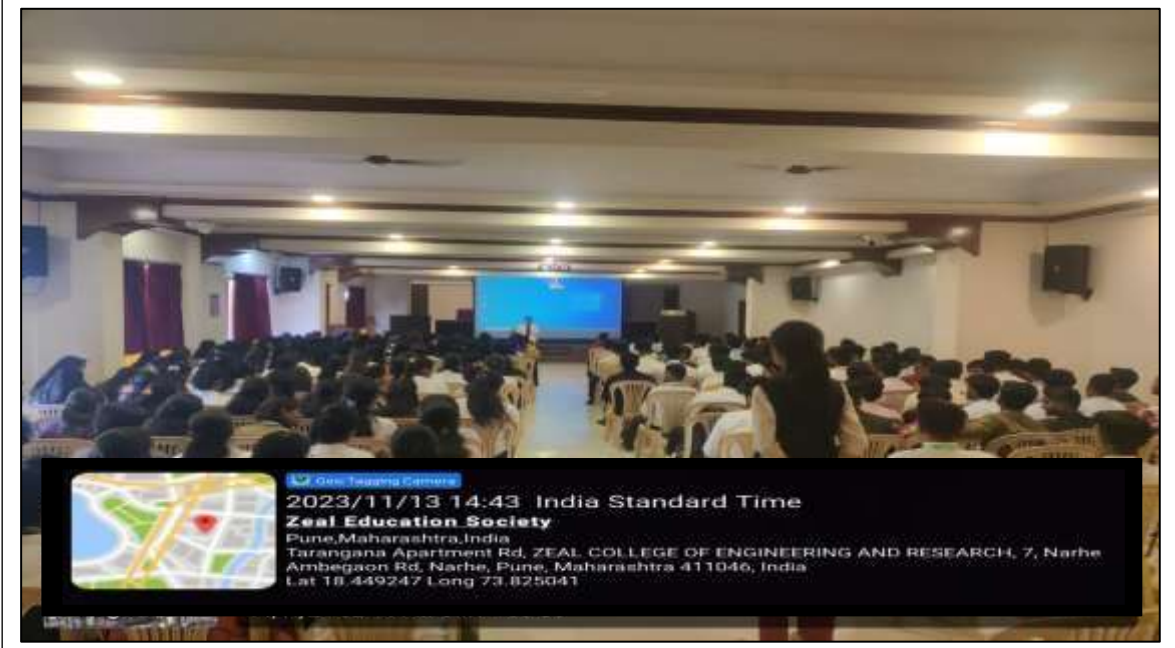 Geo Tagging Camera
2023/11/13 14:43 India Standard Time
Zeal Education Society
Pune,Maharashtra,India
Tarangana Apartment Rd, ZEAL COLLEGE OF ENGINEERING AND RESEARCH, 7, Narhe
Ambegaon Rd, Narhe, Pune, Maharashtra 411046, India
Lat 18.449247 Long 73.825041